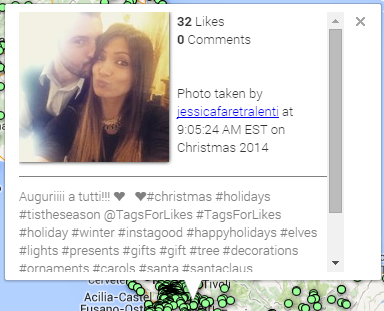 32 Likes
0 Comments
Photo taken by
jessicafaretralenti at
9:05:24 AM EST on
Christmas 2014
Auguriiii a tutti!!! ❤ ❤#christmas #holidays
#tistheseason @TagsForLikes #TagsForLikes
#holiday #winter #instagood #happyholidays #elves
#lights #presents #gifts #gift #tree #decorations
#ornaments #carols #santa #santaclaus
Tivoli
Acilia-Castel